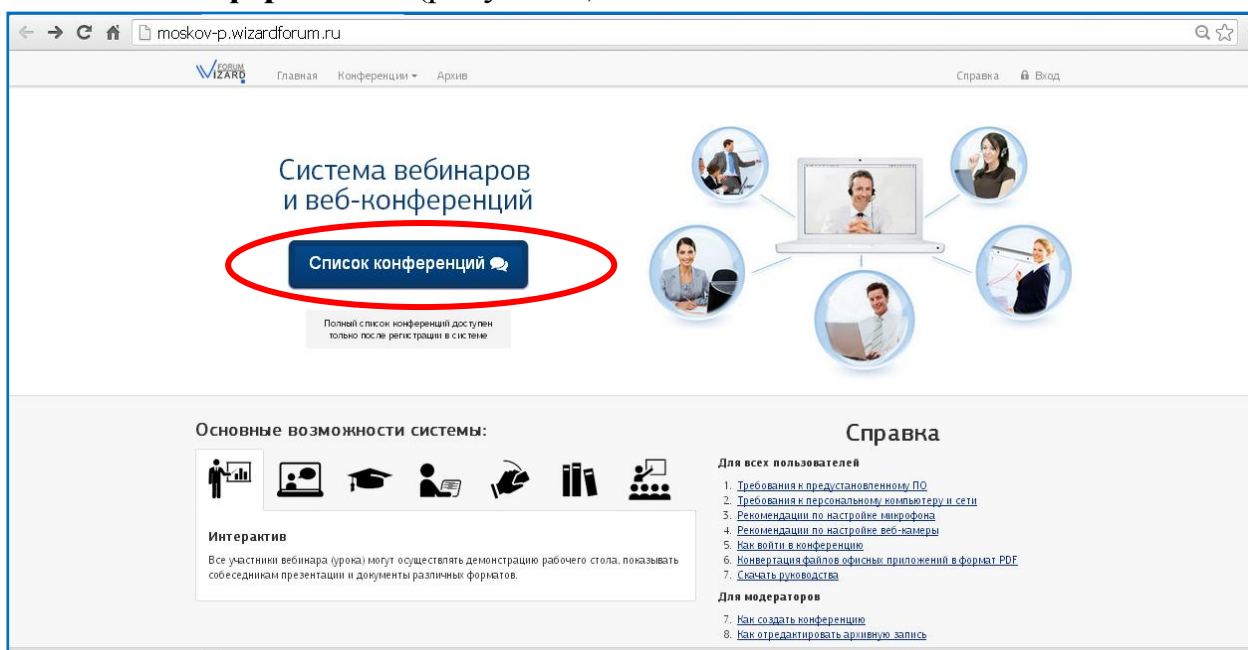 moskov-p.wizardforum.ru
FORUM
WIZARD
Главная Конференции Архив
Справка Вход
Система вебинаров
и веб-конференций
Список конференций
Полный список конференций доступен
только после регистрации в системе
Основные возможности системы:
Интерактив
Все участники вебинара (урока) могут осуществлять демонстрацию рабочего стола, показывать
собеседникам презентации и документы различных форматов.
Справка
Для всех пользователей
1. Требования к предустановленному ПО
2. Требования к персональному компьютеру и сети
3. Рекомендации по настройке микрофона
4. Рекомендации по настройке веб-камеры
5. Как войти в конференцию
6. Конвертация файлов офисных приложений в формат PDF
7. Скачать руководства
Для модераторов
7. Как создать конференцию
8. Как отредактировать архивную запись